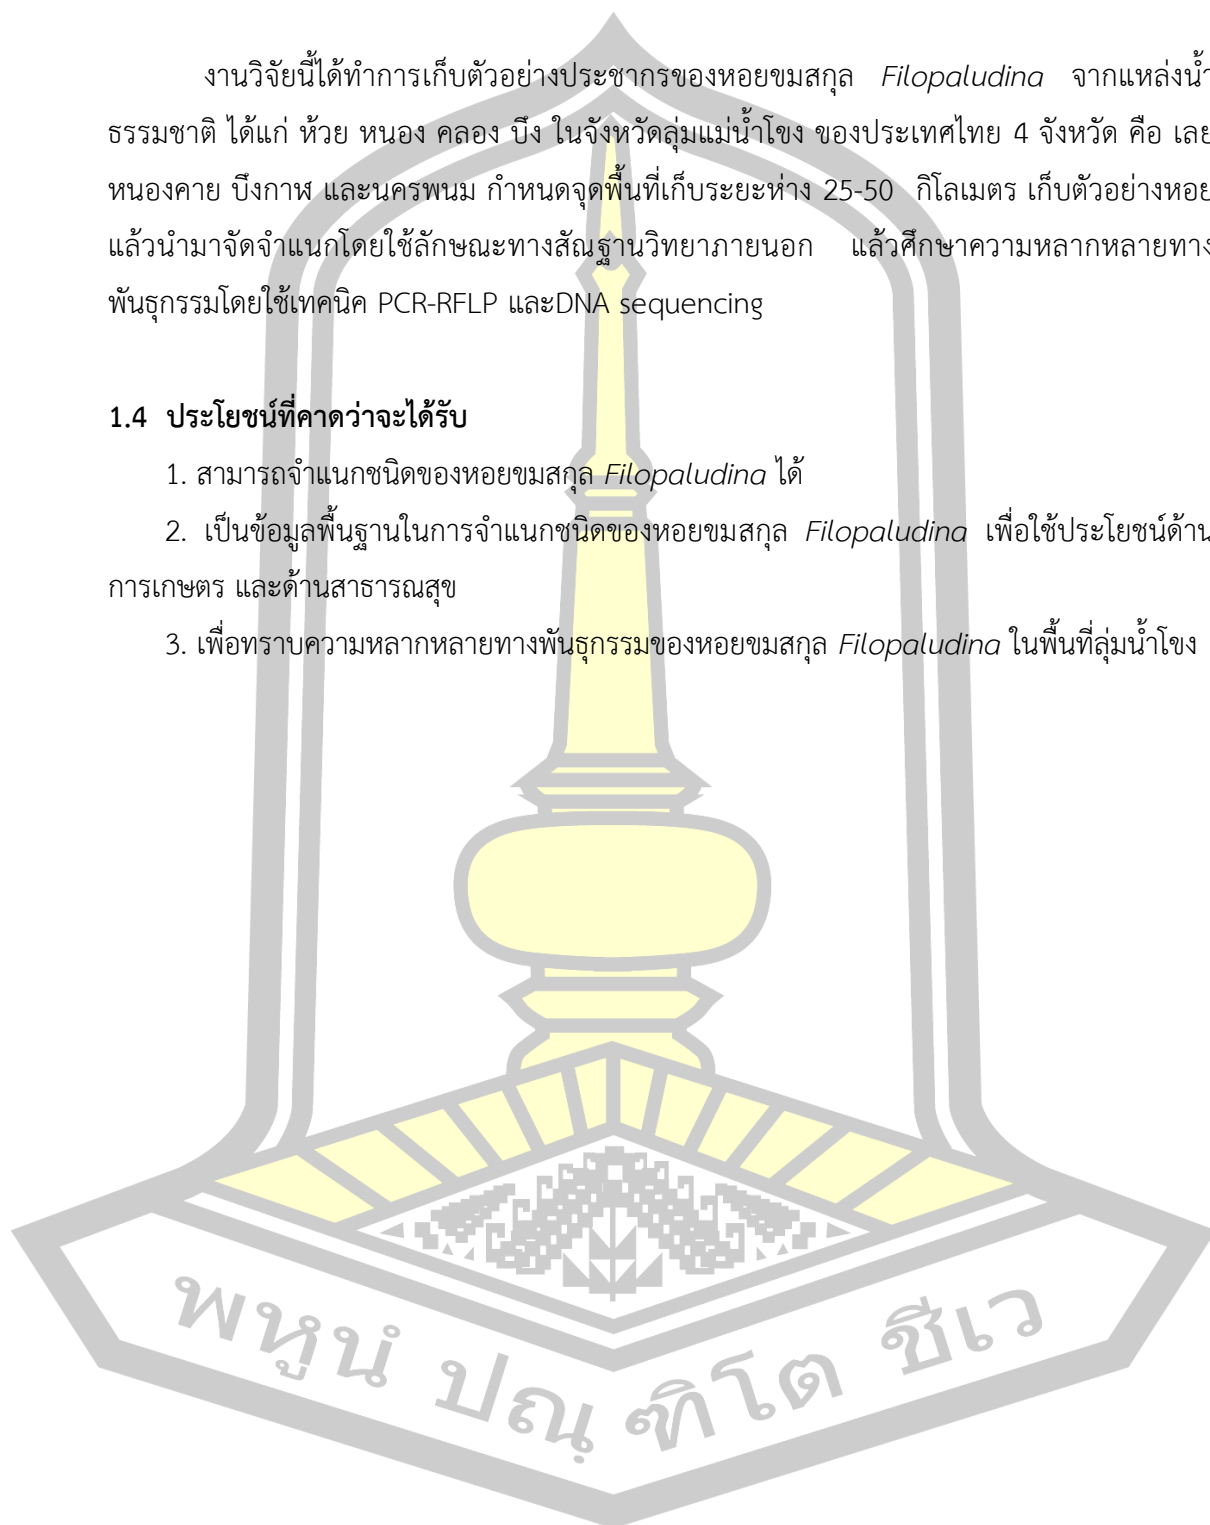 งานวิจัยนี้ได้ทำการเก็บตัวอย่างประชากรของหอยขมสกุล Filopaludina จากแหล่งน้ำ
ธรรมชาติ ได้แก่ ห้วย หนอง คลอง บึง ในจังหวัดลุ่มแม่น้ำโขง ของประเทศไทย 4 จังหวัด คือ เลย
หนองคาย บึงกาฬ และนครพนม กำหนดจุดพื้นที่เก็บระยะห่าง 25-50 กิโลเมตร เก็บตัวอย่างหอย
แล้วนำมาจัดจำแนกโดยใช้ลักษณะทางสัณฐานวิทยาภายนอก แล้วศึกษาความหลากหลายทาง
พันธุกรรมโดยใช้เทคนิค PCR-RFLP และDNA sequencing
1.4 ประโยชน์ที่คาดว่าจะได้รับ
1. สามารถจำแนกชนิดของหอยขมสกุล Filopaludina ได้
2. เป็นข้อมูลพื้นฐานในการจำแนกชนิดของหอยขมสกุล Filopaludina เพื่อใช้ประโยชน์ด้าน
การเกษตร และด้านสาธารณสุข
3. เพื่อทราบความหลากหลายทางพันธุกรรมของหอยขมสกุล Filopaludina ในพื้นที่ลุ่มน้ำโขง
พหูนํ ปณฺ ฑิโต ชีเว